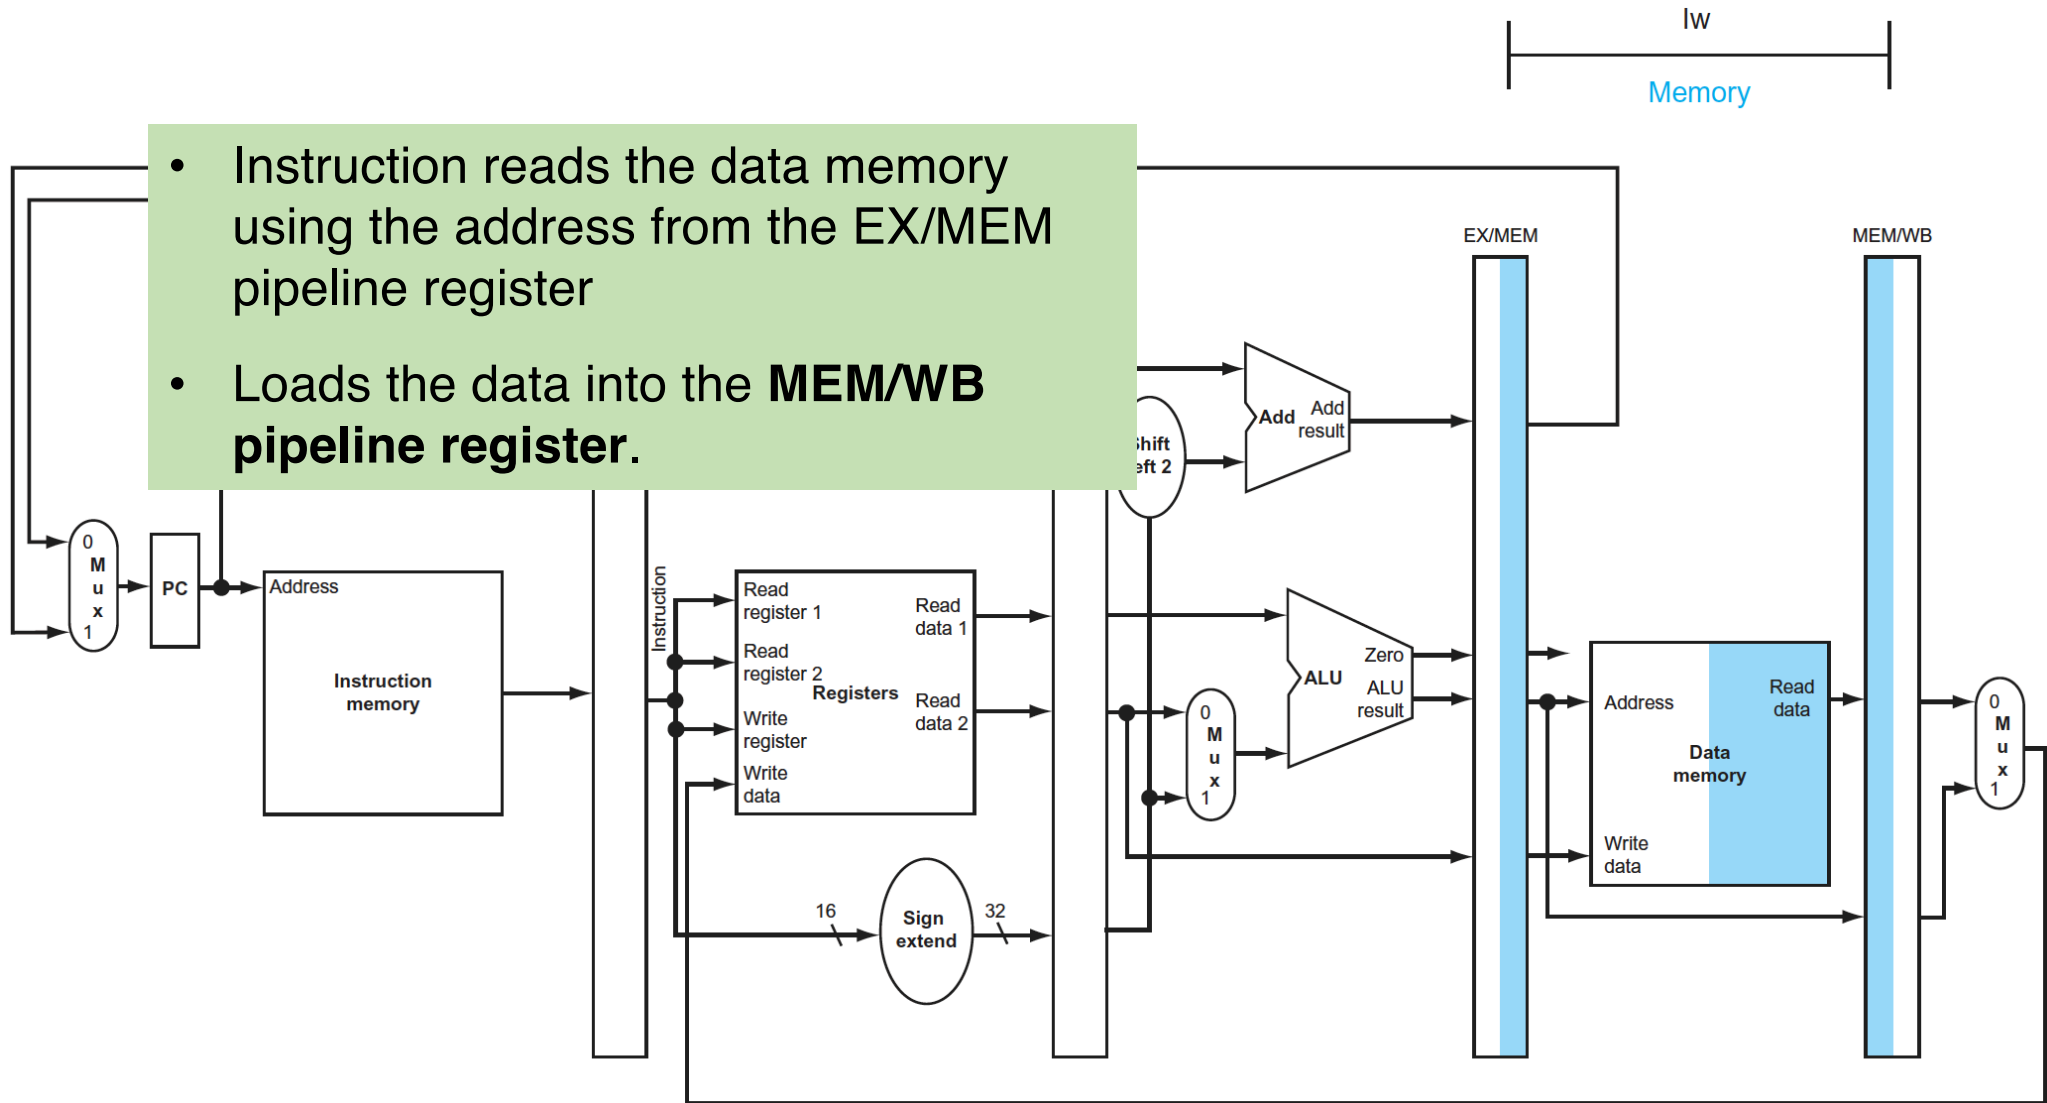 lw
Memory
• Instruction reads the data memory
using the address from the EX/MEM
pipeline register
• Loads the data into the MEM/WB
pipeline register.
EX/MEM
MEM/WB
Add
Add
result
left 2
0
M
u
x
1
PC
Address
Instruction
memory
Instruction
Read
register 1
Read
register 2
Write
register
Write
data
Registers
Read
data 1
Read
data 2
16
Sign
extend
32
0
M
u
x
1
ALU
Zero
ALU
result
Address
Read
data
Data
memory
Write
data
0
M
u
x
1